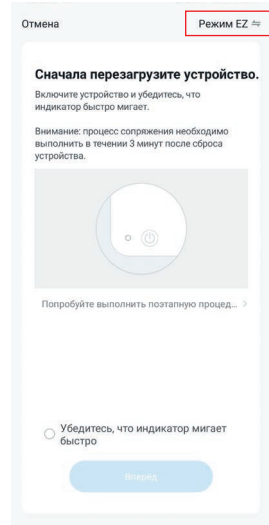 Отмена Режим EZ ⇋
Сначала перезагрузите устройство.
Включите устройство и убедитесь, что
индикатор быстро мигает.
Внимание: процесс сопряжения необходимо
выполнить в течении 3 минут после сброса
устройства.
Попробуйте выполнить поэтапную процед... >
Убедитесь, что индикатор мигает
быстро
Вперёд